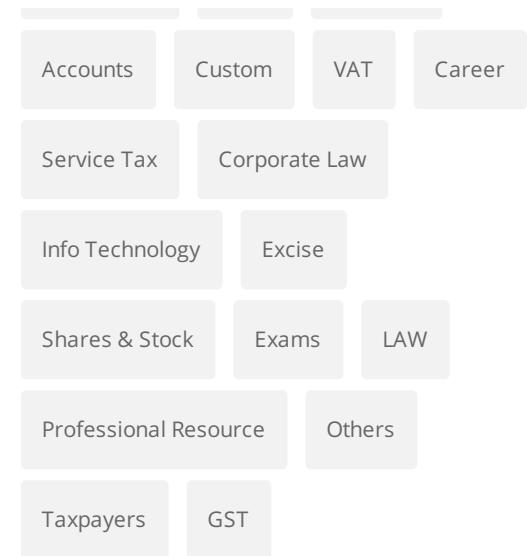 Accounts Custom VAT Career
Service Tax Corporate Law
Info Technology Excise
Shares & Stock Exams LAW
Professional Resource Others
Taxpayers GST